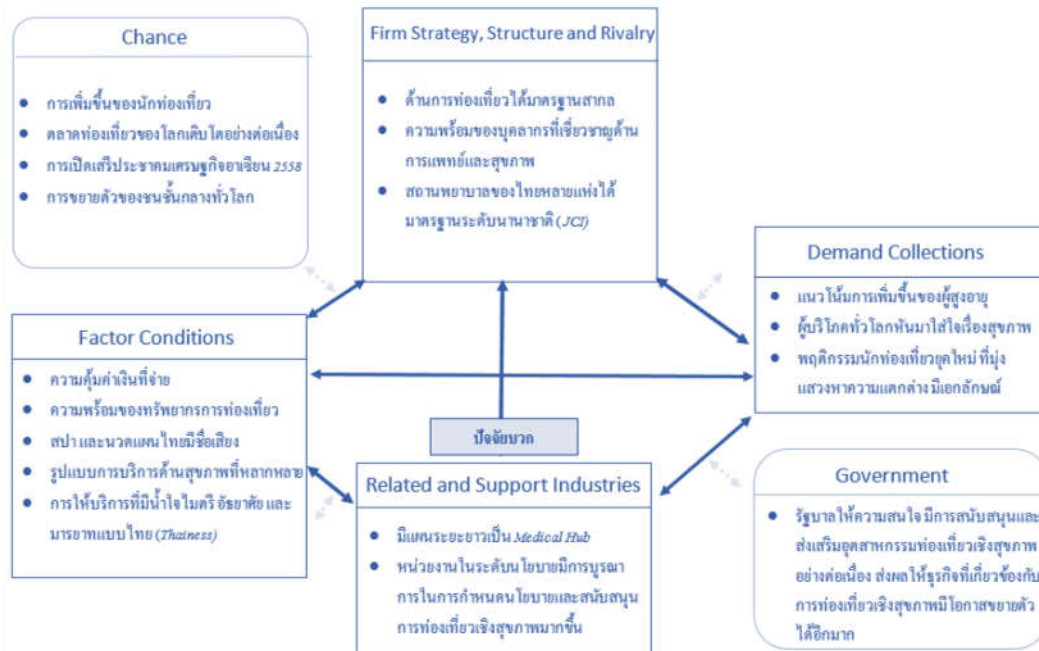 Chance
การเพิ่มขึ้นของนักท่องเที่ยว
ตลาดท่องเที่ยวของโลกเติบโตอย่างต่อเนื่อง
การเปิดเสรีประชาคมเศรษฐกิจอาเซียน 2558
การขยายตัวของชนชั้นกลางทั่วโลก
Firm Strategy, Structure and Rivalry
ด้านการท่องเที่ยวได้มาตรฐานสากล
ความพร้อมของบุคลากรที่เชี่ยวชาญด้าน
การแพทย์และสุขภาพ
สถานพยาบาลของไทยหลายแห่งได้
มาตรฐานระดับนานาชาติ (JCI)
Demand Collections
แนวโน้มการเพิ่มขึ้นของผู้สูงอายุ
ผู้บริโภคทั่วโลกหันมาใส่ใจเรื่องสุขภาพ
พฤติกรรมนักท่องเที่ยวยุคใหม่ ที่มุ่ง
แสวงหาความแตกต่าง มีเอกลักษณ์
Factor Conditions
ความคุ้มค่าเงินที่จ่าย
ความพร้อมของทรัพยากรการท่องเที่ยว
สปา และนวดแผนไทยมีชื่อเสียง
รูปแบบการบริการด้านสุขภาพที่หลากหลาย
การให้บริการที่มีน้ำใจไมตรี อัธยาศัย และ
มารยาทแบบไทย (Thainess)
ปัจจัยบวก
Related and Support Industries
มีแผนระยะยาวเป็น Medical Hub
หน่วยงานในระดับนโยบายมีการบูรณา
การในการกำหนดนโยบายและสนับสนุน
การท่องเที่ยวเชิงสุขภาพมากขึ้น
Government
รัฐบาลให้ความสนใจ มีการสนับสนุนและ
ส่งเสริมอุตสาหกรรมท่องเที่ยวเชิงสุขภาพ
อย่างต่อเนื่อง ส่งผลให้ธุรกิจที่เกี่ยวข้องกับ
การท่องเที่ยวเชิงสุขภาพมีโอกาสขยายตัว
ได้อีกมาก